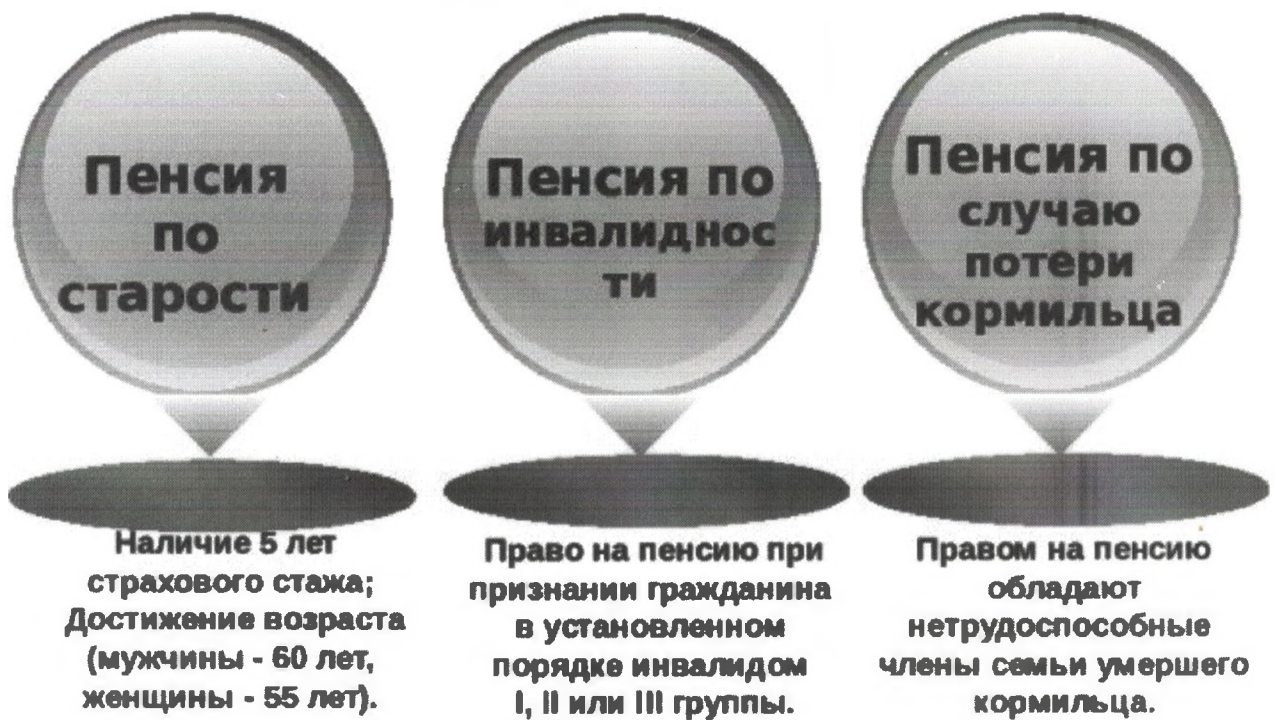 Пенсия
по
старости
Наличие 5 лет
страхового стажа;
Достижение возраста
(мужчины - 60 лет,
женщины - 55 лет).
Пенсия по
инвалиднос
ти
Право на пенсию при
признании гражданина
в установленном
порядке инвалидом
I, II или III группы.
Пенсия по
случаю
потери
кормильца
Правом на пенсию
обладают
нетрудоспособные
члены семьи умершего
кормильца.